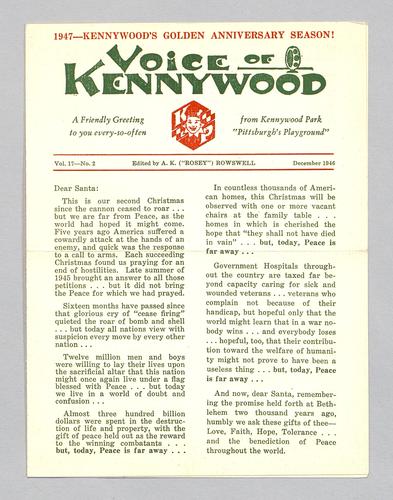 1947—KENNYWOOD'S GOLDEN ANNIVERSARY SEASON!
VOICE OF
KENNYWOOD
A Friendly Greeting
to you every-so-often
K
P
from Kennywood Park
"Pittsburgh's Playground"
Vol. 17—No. 2
Edited by A. K. ("ROSEY") ROWSWELL
December 1946
Dear Santa:
This is our second Christmas
since the cannon ceased to roar . . .
but we are far from Peace, as the
world had hoped it might come.
Five years ago America suffered a
cowardly attack at the hands of an
enemy, and quick was the response
to a call to arms. Each succeeding
Christmas found us praying for an
end of hostilities. Late summer of
1945 brought an answer to all those
petitions . . . but it did not bring
the Peace for which we had prayed.
Sixteen months have passed since
that glorious cry of "cease firing"
quieted the roar of bomb and shell
. . . but today all nations view with
suspicion every move by every other
nation . . .
Twelve million men and boys
were willing to lay their lives upon
the sacrificial altar that this nation
might once again live under a flag
blessed with Peace . . . but today
we live in a world of doubt and
confusion . . .
Almost three hundred billion
dollars were spent in the destruc-
tion of life and property, with the
gift of peace held out as the reward
to the winning combatants . . .
but, today, Peace is far away . . .
In countless thousands of Ameri-
can homes, this Christmas will be
observed with one or more vacant
chairs at the family table . . .
homes in which is cherished the
hope that "they shall not have died
in vain" . . . but, today, Peace is
far away . . .
Government Hospitals through-
out the country are taxed far be-
yond capacity caring for sick and
wounded veterans . . . veterans who
complain not because of their
handicap, but hopeful only that the
world might learn that in a war no-
body wins . . . and everybody loses
. . . hopeful, too, that their contribu-
tion toward the welfare of humani-
ty might not prove to have been a
useless thing . . . but, today, Peace
is far away . . .
And now, dear Santa, remember-
ing the promise held forth at Beth-
lehem two thousand years ago,
humbly we ask these gifts of thee—
Love, Faith, Hope, Tolerance . . .
and the benediction of Peace
throughout the world.